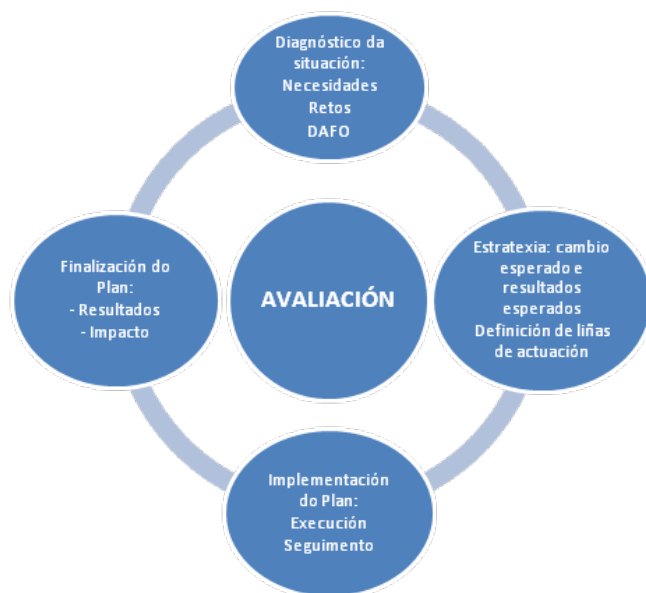 Diagnóstico da
situación:
Necesidades
Retos
DAFO
Estratexia: cambio
esperado e
resultados
esperados
Definición de liñas
de actuación
Finalización do
Plan:
- Resultados
- Impacto
AVALIACIÓN
Implementación
do Plan:
Execución
Seguimento